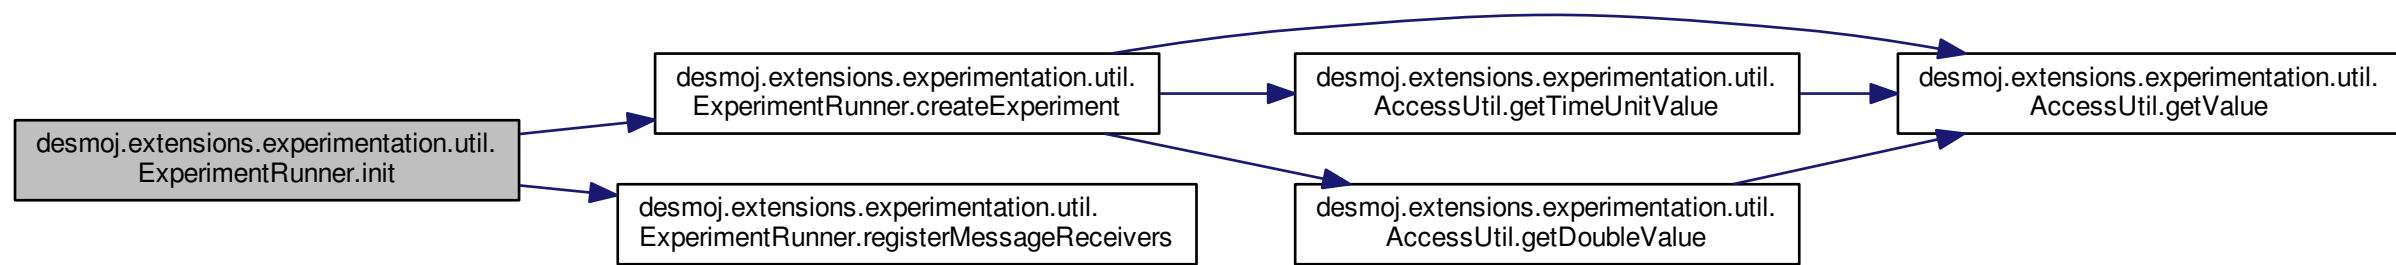 desmoj.extensions.experimentation.util.
ExperimentRunner.init
desmoj.extensions.experimentation.util.
ExperimentRunner.createExperiment
desmoj.extensions.experimentation.util.
ExperimentRunner.registerMessageReceivers
desmoj.extensions.experimentation.util.
AccessUtil.getTimeUnitValue
desmoj.extensions.experimentation.util.
AccessUtil.getDoubleValue
desmoj.extensions.experimentation.util.
AccessUtil.getValue